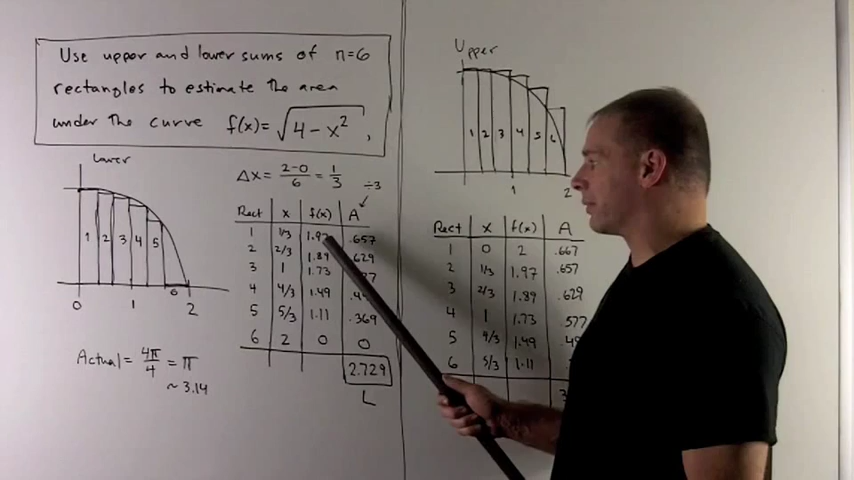 Use upper and lower sums of n=6
rectangles to estimate the area
under the curve f(x)= √4-x² ,
Lower
1 2 3 4 5 6
0 1 2
Actual = 4π/4 = π
~ 3.14
Δx = 2-0/6 = 1/3
÷3
Rect x f(x) A
1 1/3 1.97 .657
2 2/3 1.89 .629
3 1 1.73
4 4/3 1.49
5 5/3 1.11 .369
6 2 0 0
2.729
L
Upper
1 2 3 4 5 6
1 2
Rect x f(x) A
1 0 2 .667
2 1/3 1.97 .657
3 2/3 1.89 .629
4 1 1.73 .577
5 4/3 1.49
6 5/3 1.11